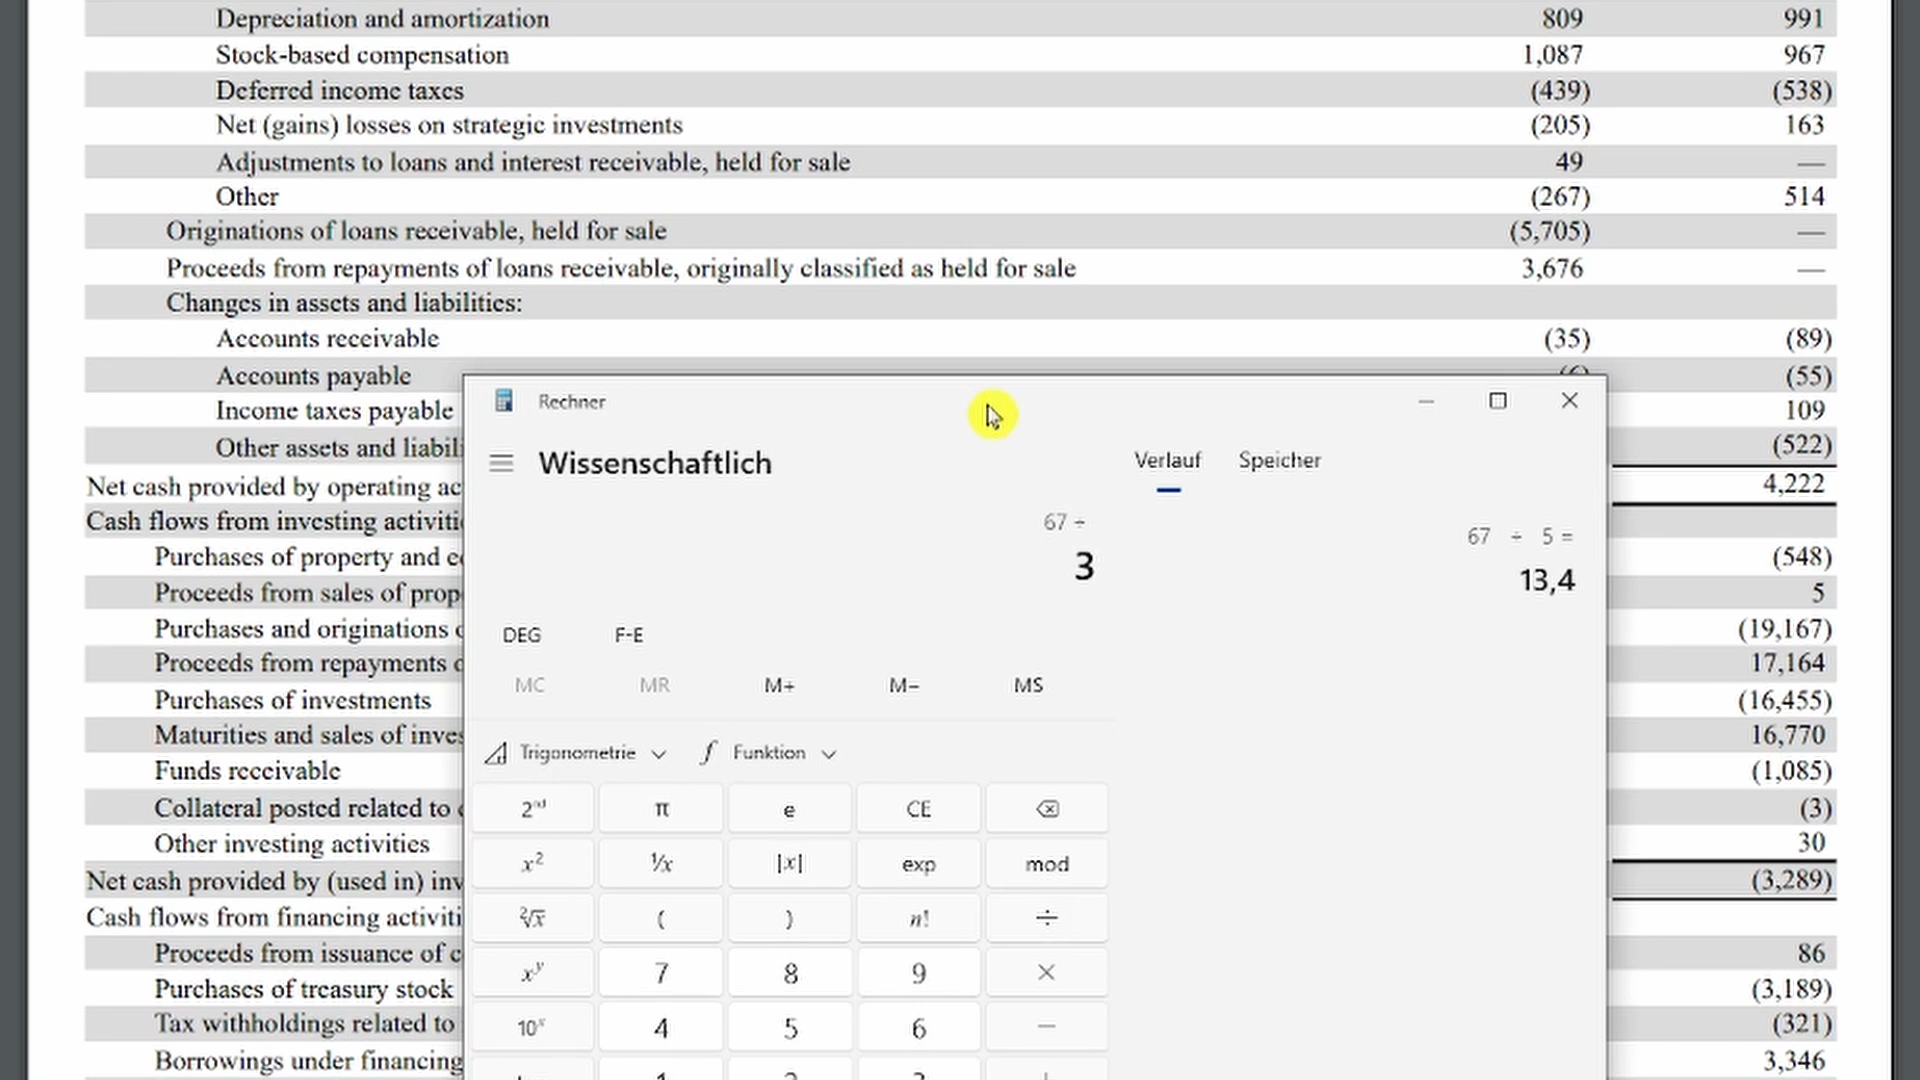 Depreciation and amortization 809 991
Stock-based compensation 1,087 967
Deferred income taxes (439) (538)
Net (gains) losses on strategic investments (205) 163
Adjustments to loans and interest receivable, held for sale 49 —
Other (267) 514
Originations of loans receivable, held for sale (5,705) —
Proceeds from repayments of loans receivable, originally classified as held for sale 3,676 —
Changes in assets and liabilities:
Accounts receivable (35) (89)
Accounts payable (55)
Income taxes payable 109
Other assets and (522)
Net cash provided by operating 4,222
Cash flows from investing
Purchases of property and (548)
Proceeds from sales of 5
Purchases and originations (19,167)
Proceeds from repayments 17,164
Purchases of investments (16,455)
Maturities and sales of 16,770
Funds receivable (1,085)
Collateral posted related to (3)
Other investing activities 30
Net cash provided by (used in) (3,289)
Cash flows from financing
Proceeds from issuance of 86
Purchases of treasury stock (3,189)
Tax withholdings related to (321)
Borrowings under financing 3,346
Rechner
Wissenschaftlich
Verlauf Speicher
67 ÷
3
67 ÷ 5 =
13,4
DEG F-E
MC MR M+ M− MS
Trigonometrie Funktion
2ⁿᵈ π e CE
x² ¹/x |x| exp mod
²√x ( ) n! ÷
xʸ 7 8 9 ×
10ˣ 4 5 6 −